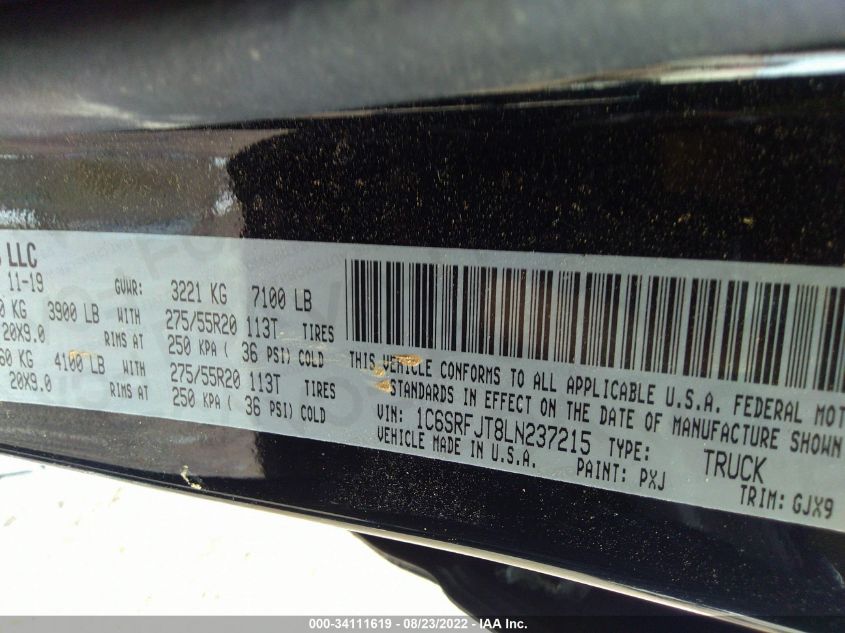 LLC
11-19 GVWR: 3221 KG 7100 LB
KG 3900 LB WITH 275/55R20 113T TIRES
20X9.0 RIMS AT 250 KPA ( 36 PSI) COLD
60 KG 4100 LB WITH 275/55R20 113T TIRES
20X9.0 RIMS AT 250 KPA ( 36 PSI) COLD
THIS VEHICLE CONFORMS TO ALL APPLICABLE U.S.A. FEDERAL MOT
STANDARDS IN EFFECT ON THE DATE OF MANUFACTURE SHOWN
VIN: 1C6SRFJT8LN237215 TYPE: TRUCK
VEHICLE MADE IN U.S.A. PAINT: PXJ TRIM: GJX9
000-34111619 - 08/23/2022 - IAA Inc.